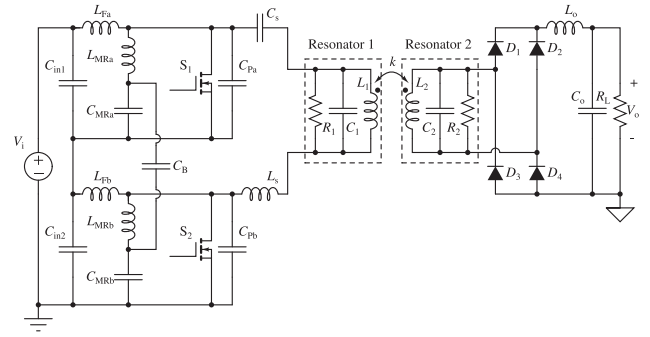 L_Fa
C_s
L_o
L_MRa
Resonator 1
k
Resonator 2
D_1
D_2
C_in1
S_1
C_Pa
L_1
L_2
+
C_MRa
R_1
C_1
C_2
R_2
C_o
R_L
V_o
-
V_i
C_B
L_Fb
L_s
D_3
D_4
L_MRb
C_in2
S_2
C_Pb
C_MRb